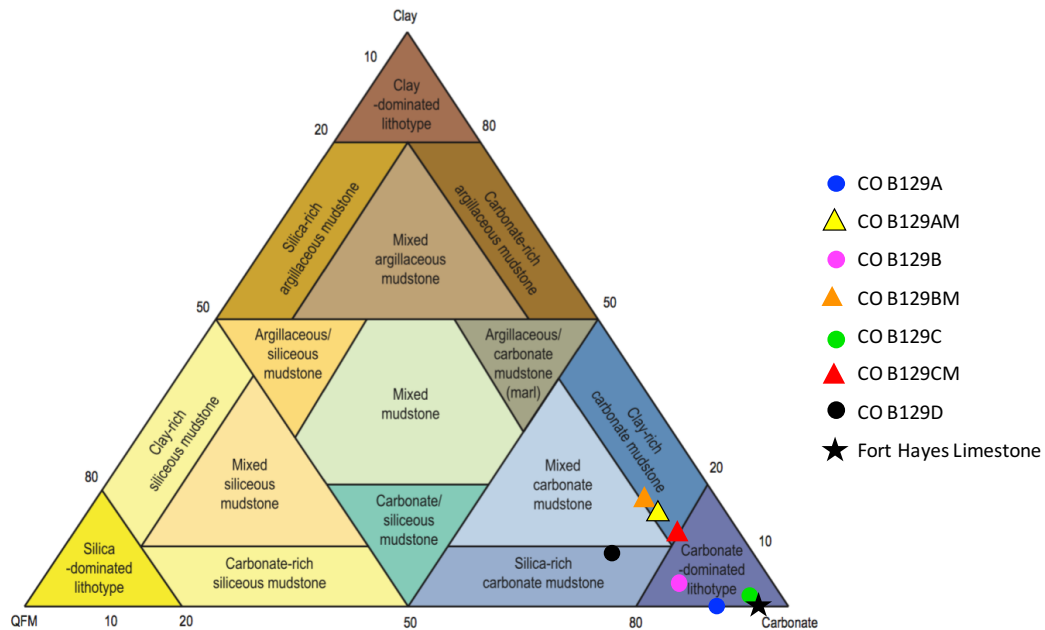 Clay
10
Clay
-dominated
lithotype
20
80
Silica-rich
argillaceous mudstone
Carbonate-rich
argillaceous mudstone
Mixed
argillaceous
mudstone
50
50
Argillaceous/
siliceous
mudstone
Argillaceous/
carbonate
mudstone
(marl)
Mixed
mudstone
Clay-rich
siliceous mudstone
Clay-rich
carbonate mudstone
80
20
Mixed
siliceous
mudstone
Mixed
carbonate
mudstone
Carbonate/
siliceous
mudstone
10
Silica
-dominated
lithotype
Carbonate-rich
siliceous mudstone
Silica-rich
carbonate mudstone
Carbonate
-dominated
lithotype
QFM
10
20
50
80
Carbonate
CO B129A
CO B129AM
CO B129B
CO B129BM
CO B129C
CO B129CM
CO B129D
Fort Hayes Limestone